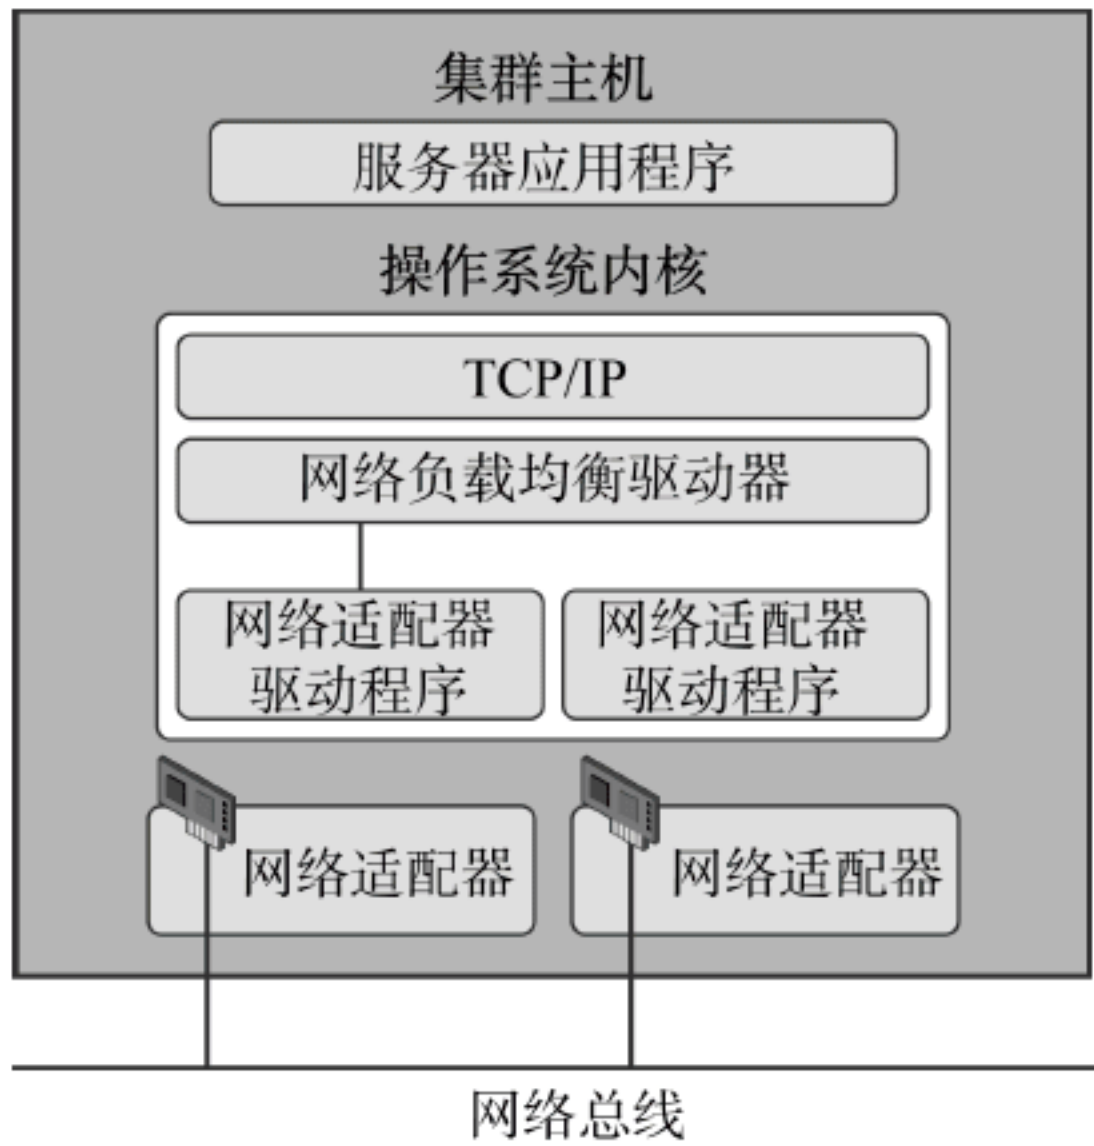 集群主机
服务器应用程序
操作系统内核
TCP/IP
网络负载均衡驱动器
网络适配器
驱动程序
网络适配器
驱动程序
网络适配器
网络适配器
网络总线